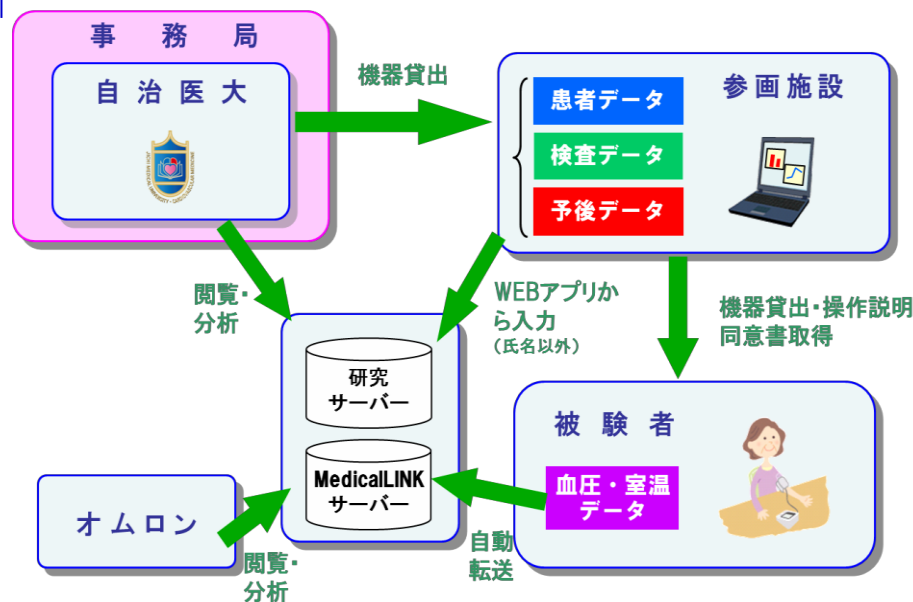 事務局
自治医大
機器貸出
患者データ
検査データ
予後データ
参画施設
閲覧・
分析
WEBアプリか
ら入力
（氏名以外）
機器貸出・操作説明
同意書取得
研究
サーバー
MedicalLINK
サーバー
被験者
血圧・室温
データ
オムロン
閲覧・
分析
自動
転送